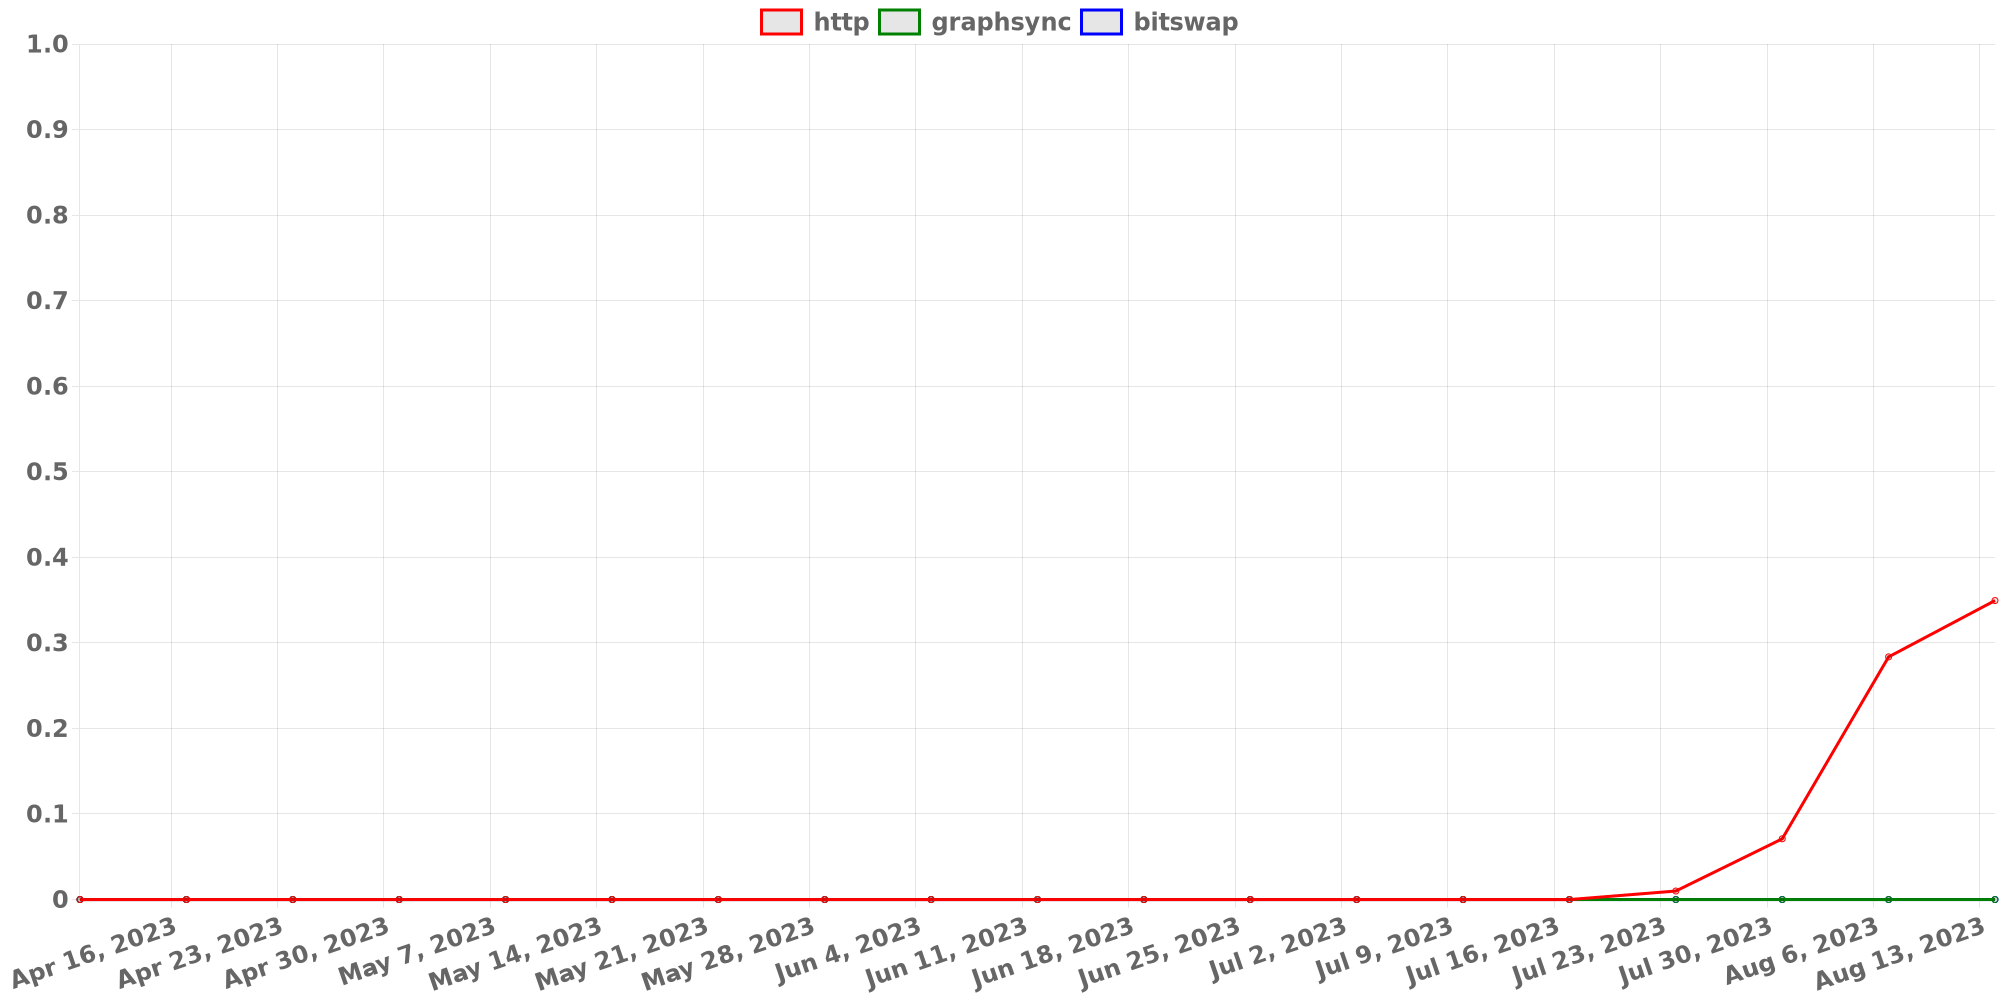 http graphsync bitswap
1.0
0.9
0.8
0.7
0.6
0.5
0.4
0.3
0.2
0.1
0
Apr 16, 2023
Apr 23, 2023
Apr 30, 2023
May 7, 2023
May 14, 2023
May 21, 2023
May 28, 2023
Jun 4, 2023
Jun 11, 2023
Jun 18, 2023
Jun 25, 2023
Jul 2, 2023
Jul 9, 2023
Jul 16, 2023
Jul 23, 2023
Jul 30, 2023
Aug 6, 2023
Aug 13, 2023